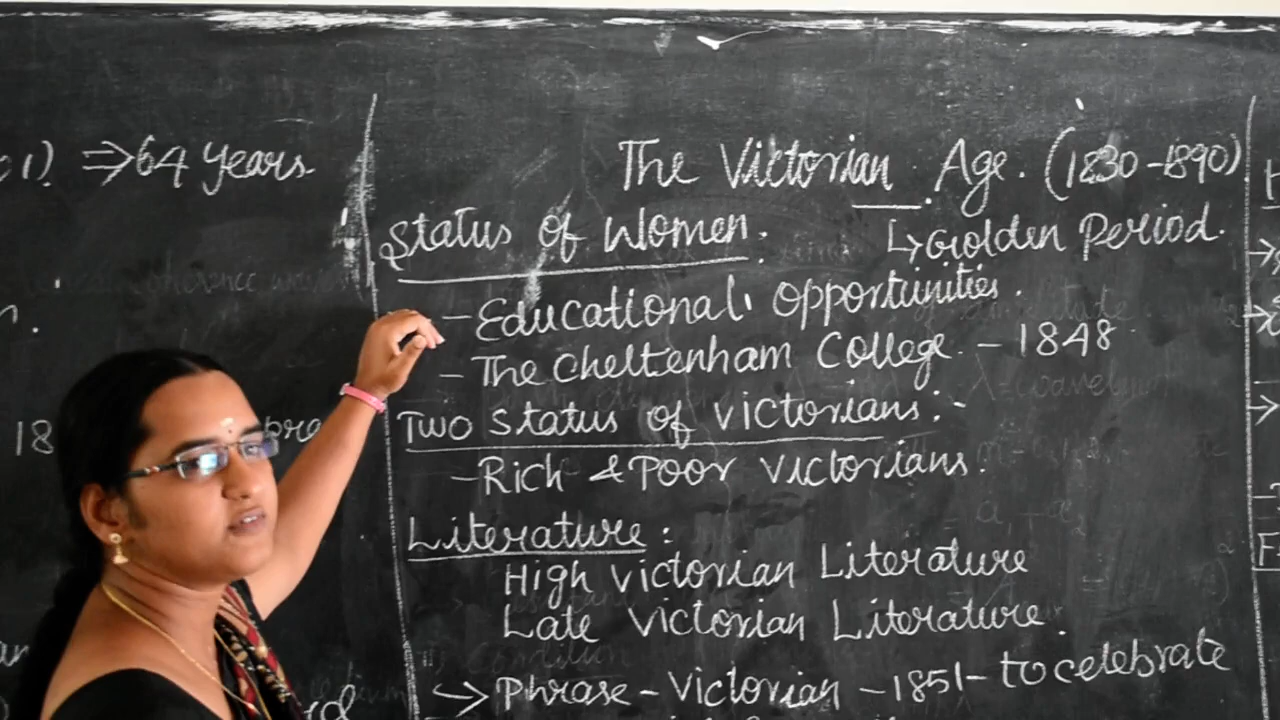 01). ⇒ 64 years
18
The Victorian Age. (1830-1890)
↳ Golden Period.
Status of Women:
- Educational opportunities.
- The Cheltenham College. - 1848
Two Status of Victorians:-
- Rich & Poor Victorians.
Literature:
High Victorian Literature
Late Victorian Literature.
→ Phrase - Victorian - 1851 - to celebrate